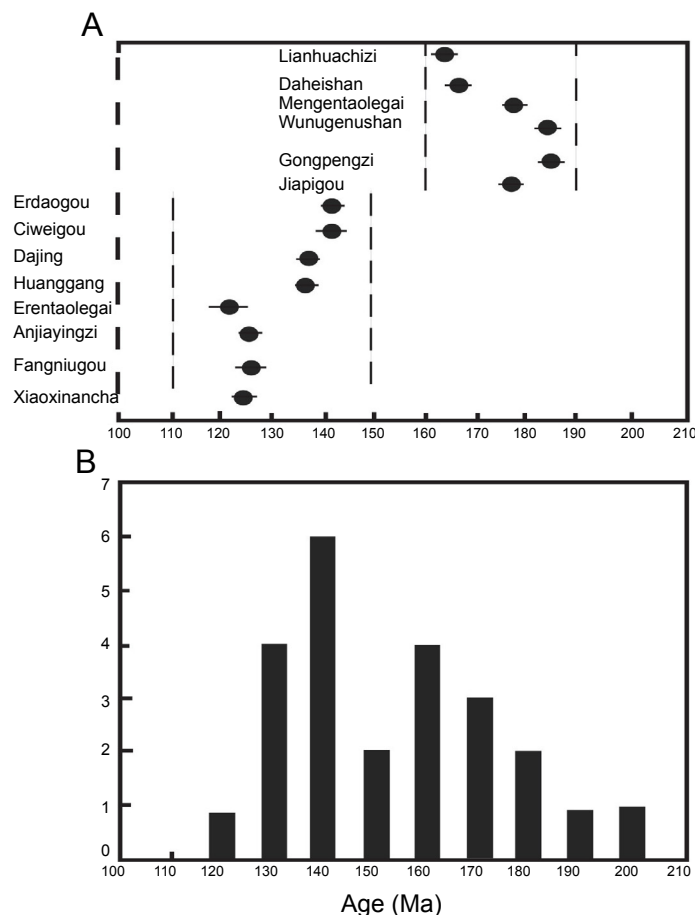 A
Lianhuachizi
Daheishan
Mengentaolegai
Wunugenushan
Gongpengzi
Jiapigou
Erdaogou
Ciweigou
Dajing
Huanggang
Erentaolegai
Anjiayingzi
Fangniugou
Xiaoxinancha
100 110 120 130 140 150 160 170 180 190 200 210
B
7
6
5
4
3
2
1
0
100 110 120 130 140 150 160 170 180 190 200 210
Age (Ma)